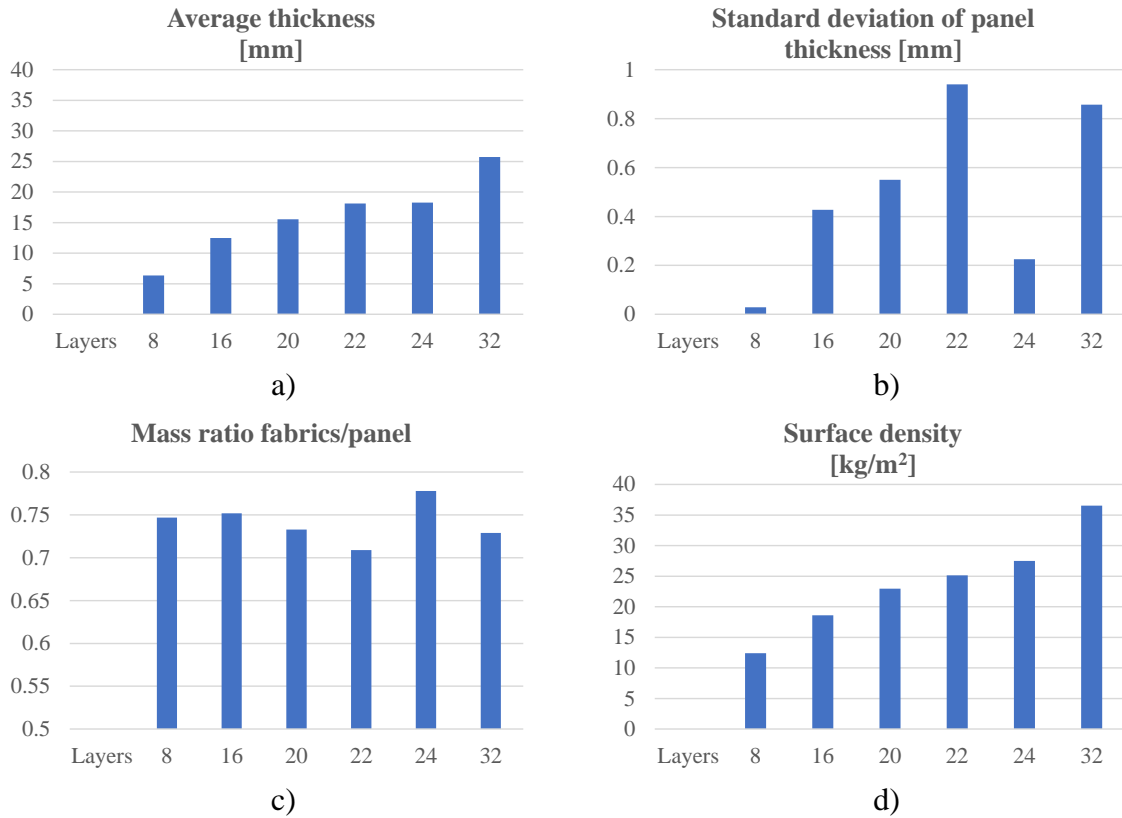 Average thickness
[mm]
40
35
30
25
20
15
10
5
0
Layers 8 16 20 22 24 32
a)
Standard deviation of panel
thickness [mm]
1
0.8
0.6
0.4
0.2
0
Layers 8 16 20 22 24 32
b)
Mass ratio fabrics/panel
0.8
0.75
0.7
0.65
0.6
0.55
0.5
Layers 8 16 20 22 24 32
c)
Surface density
[kg/m²]
40
35
30
25
20
15
10
5
0
Layers 8 16 20 22 24 32
d)